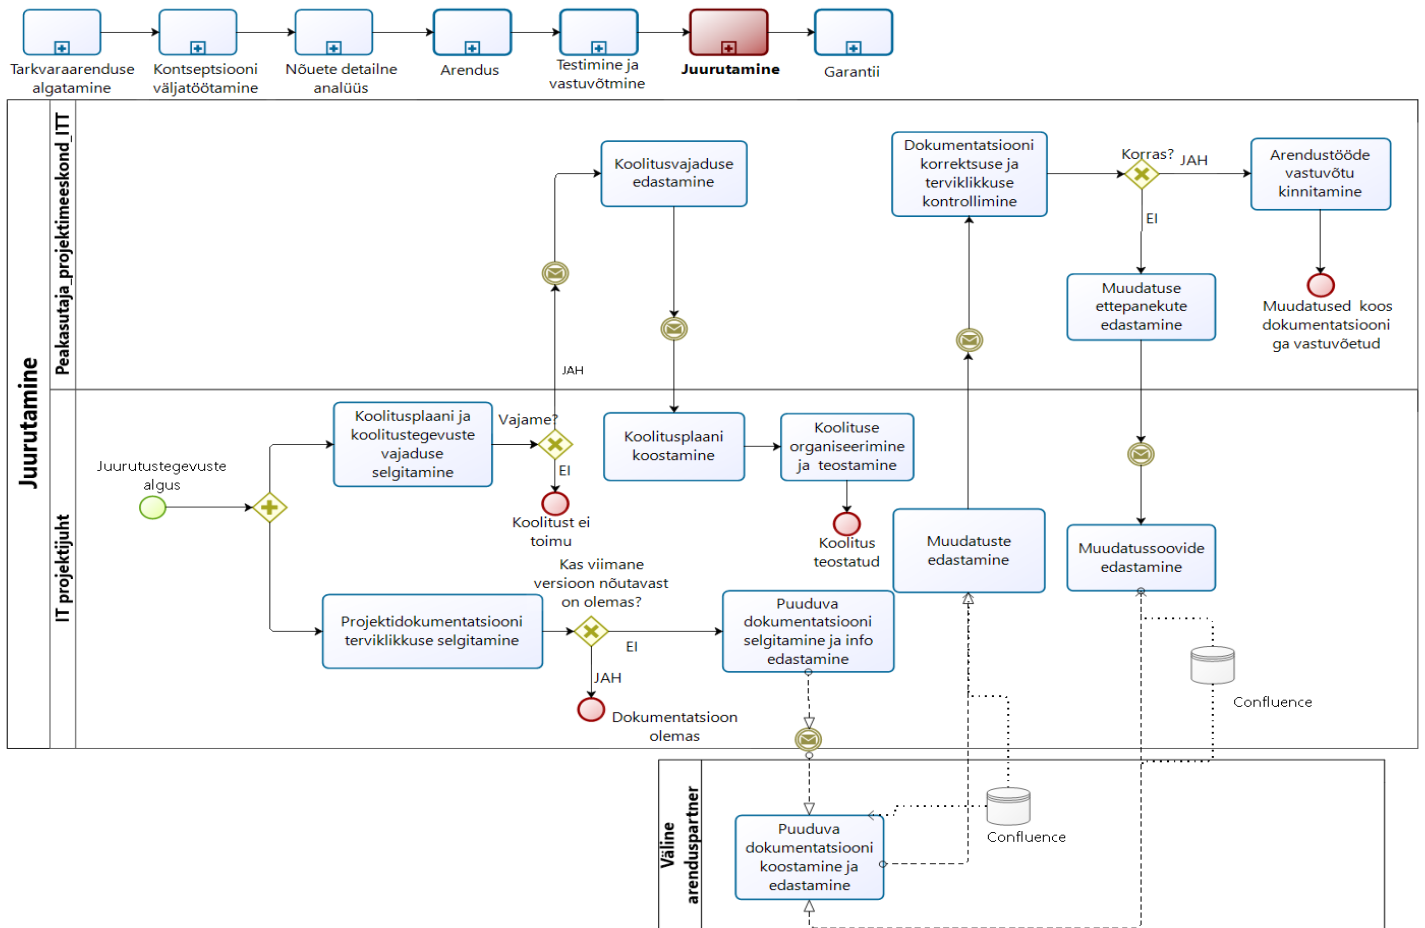 Tarkvaraarenduse
algatamine
Kontseptsiooni
väljatöötamine
Nõuete detailne
analüüs
Arendus
Testimine ja
vastuvõtmine
Juurutamine
Garantii
Juurutamine
Peakasutaja_projektimeeskond_ITT
Koolitusvajaduse
edastamine
Dokumentatsiooni
korrektsuse ja
terviklikkuse
kontrollimine
Korras?
JAH
EI
Arendustööde
vastuvõtu
kinnitamine
Muudatuse
ettepanekute
edastamine
Muudatused koos
dokumentatsiooni
ga vastuvõetud
JAH
IT projektijuht
Juurutustegevuste
algus
Koolitusplaani ja
koolitustegevuste
vajaduse
selgitamine
Vajame?
EI
Koolitust ei
toimu
Koolitusplaani
koostamine
Koolituse
organiseerimine
ja teostamine
Koolitus
teostatud
Muudatuste
edastamine
Muudatussoovide
edastamine
Kas viimane
versioon nõutavast
on olemas?
Projektidokumentatsiooni
terviklikkuse selgitamine
EI
JAH
Dokumentatsioon
olemas
Puuduva
dokumentatsiooni
selgitamine ja info
edastamine
Confluence
Väline
arenduspartner
Puuduva
dokumentatsiooni
koostamine ja
edastamine
Confluence